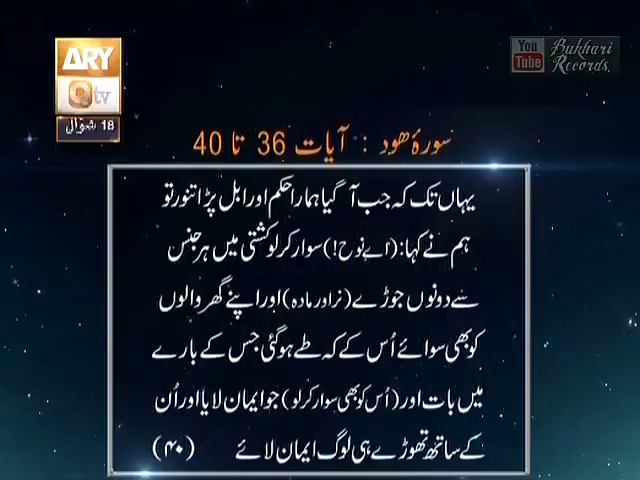 ARY
Qtv
18 شوال
You Tube Bukhari Records.
سورۂ ھود : آیات 36 تا 40
یہاں تک کہ جب آ گیا ہمارا حکم اور ابل پڑا تنور تو
ہم نے کہا: (اے نوح!) سوار کر لو کشتی میں ہر جنس
سے دونوں جوڑے (نر اور مادہ) اور اپنے گھر والوں
کو بھی سوائے اُس کے کہ طے ہو گئی جس کے بارے
میں بات اور (اُس کو بھی سوار کر لو) جو ایمان لایا اور اُن
کے ساتھ تھوڑے ہی لوگ ایمان لائے (۴۰)